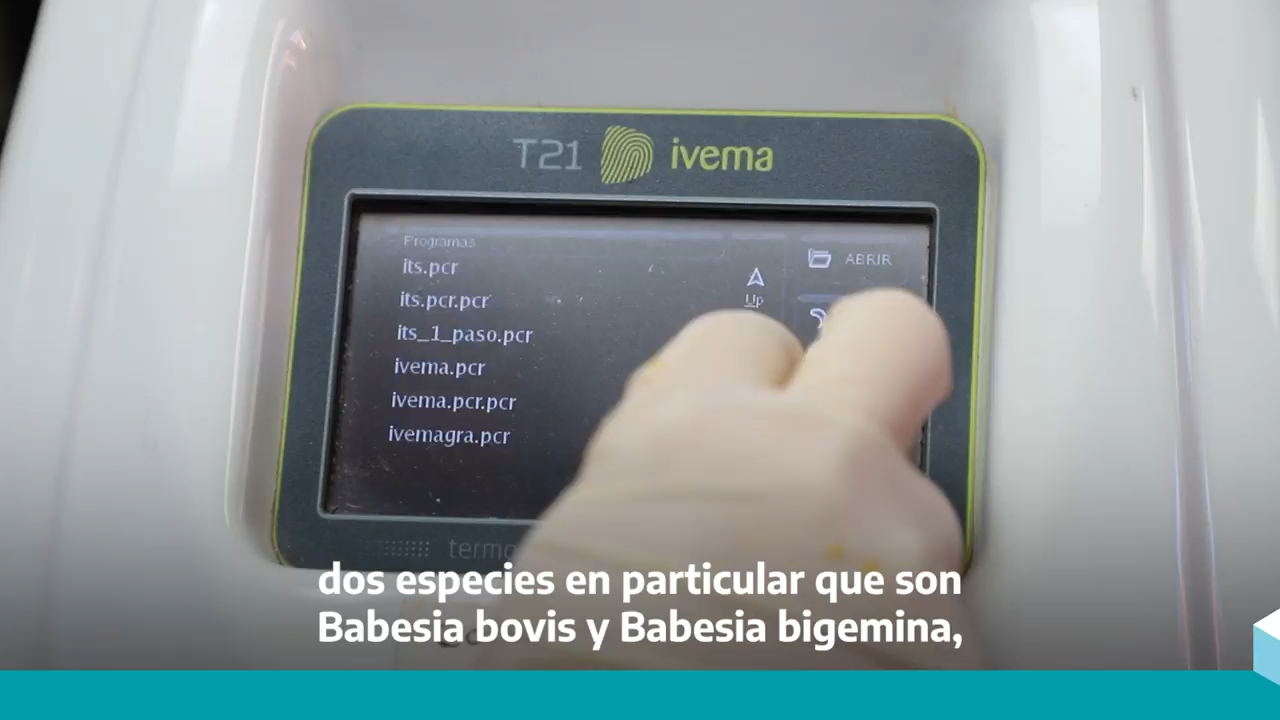 T21 ivema
Programas
its.pcr
its.pcr.pcr
its_1_paso.pcr
ivema.pcr
ivema.pcr.pcr
ivemagra.pcr
Up
ABRIR
dos especies en particular que son
Babesia bovis y Babesia bigemina,